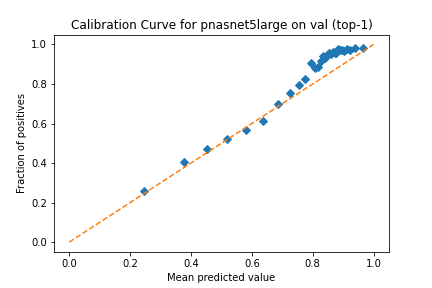 Calibration Curve for pnasnet5large on val (top-1)
1.0
0.8
0.6
0.4
0.2
0.0
Fraction of positives
0.0 0.2 0.4 0.6 0.8 1.0
Mean predicted value